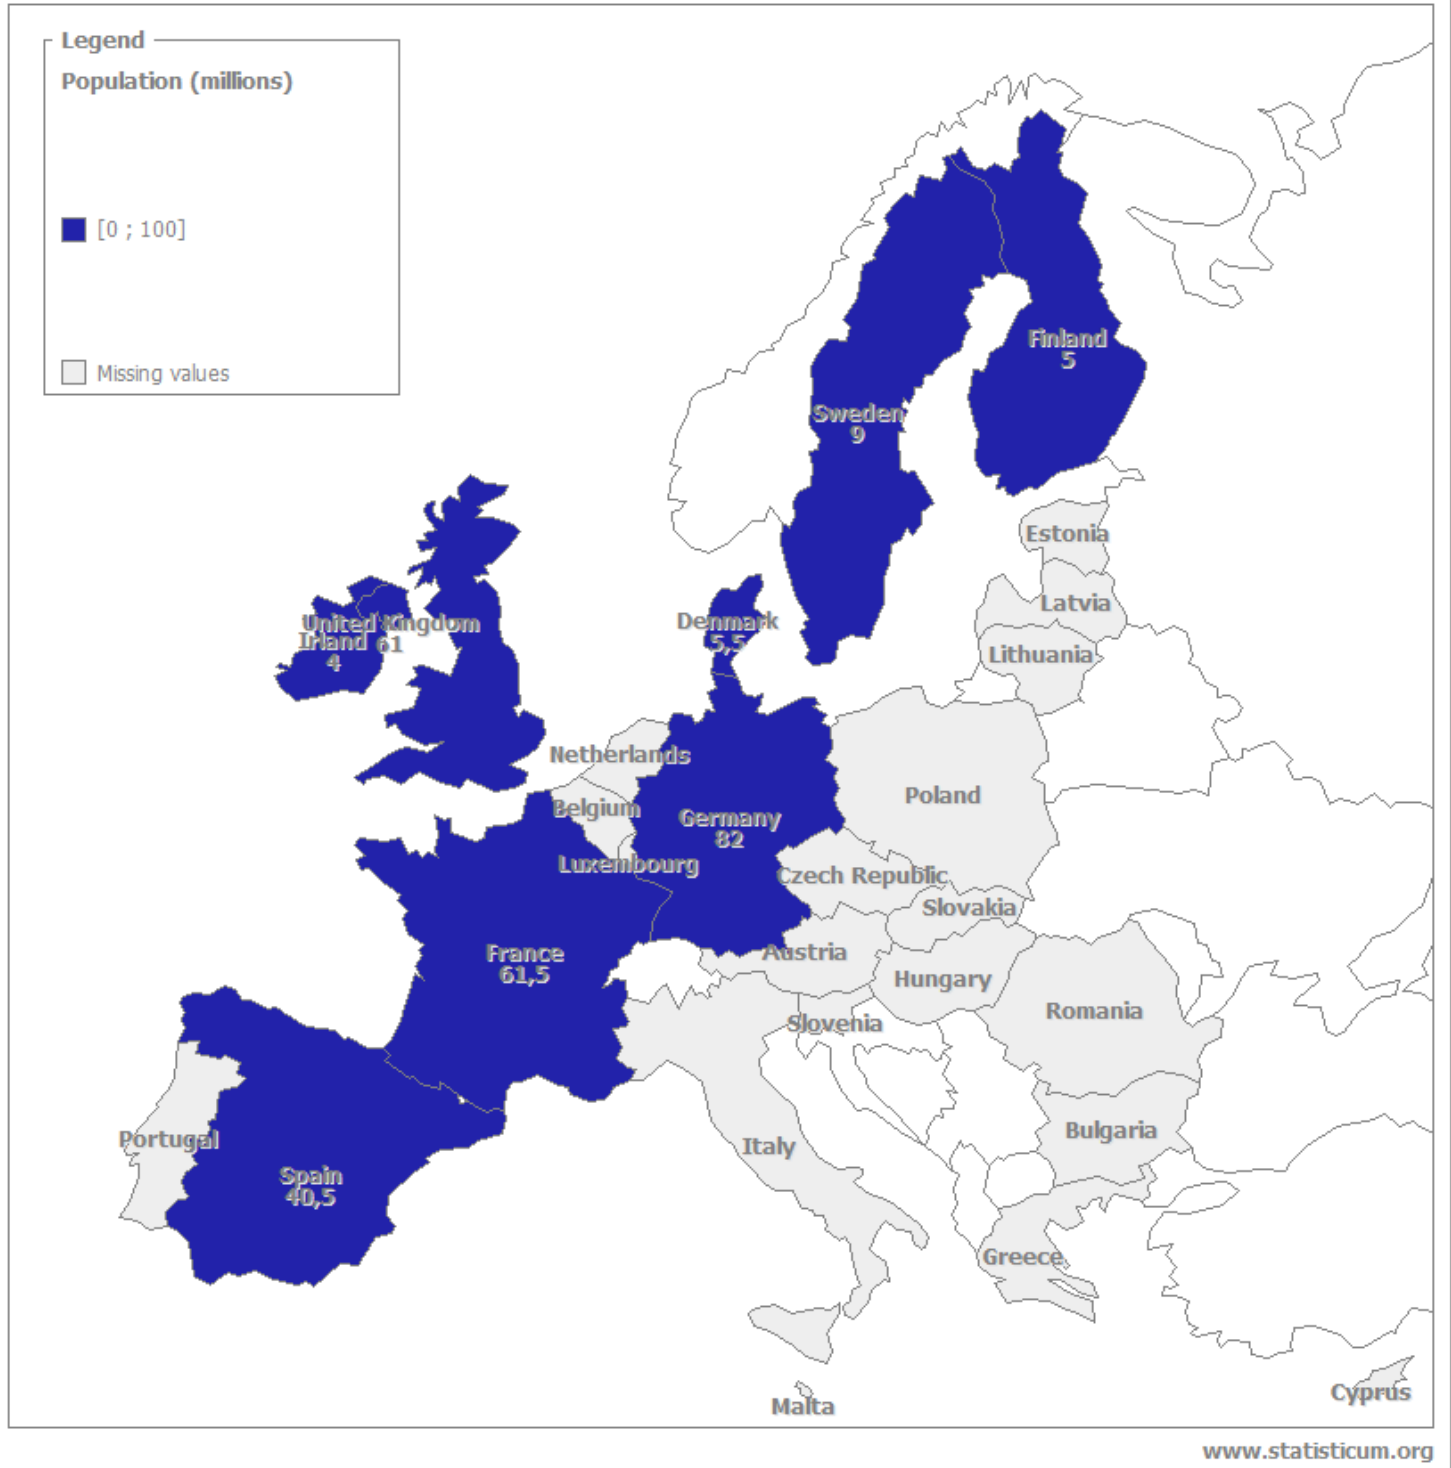 Legend
Population (millions)
[0 ; 100]
Missing values
Finland
5
Sweden
9
Estonia
Latvia
Lithuania
United Kingdom
61
Irland
4
Denmark
5,5
Netherlands
Belgium
Luxembourg
Germany
82
Poland
Czech Republic
Slovakia
Austria
Hungary
Slovenia
Romania
France
61,5
Portugal
Spain
40,5
Italy
Bulgaria
Greece
Malta
Cyprus
www.statisticum.org